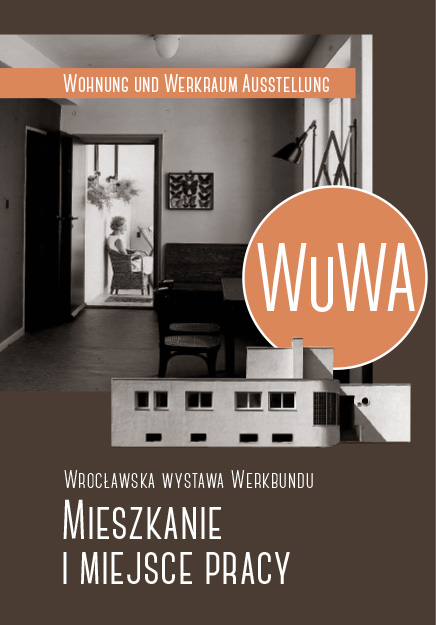 Wohnung und Werkraum Ausstellung
WuWA
Wrocławska wystawa Werkbundu
Mieszkanie
i miejsce pracy